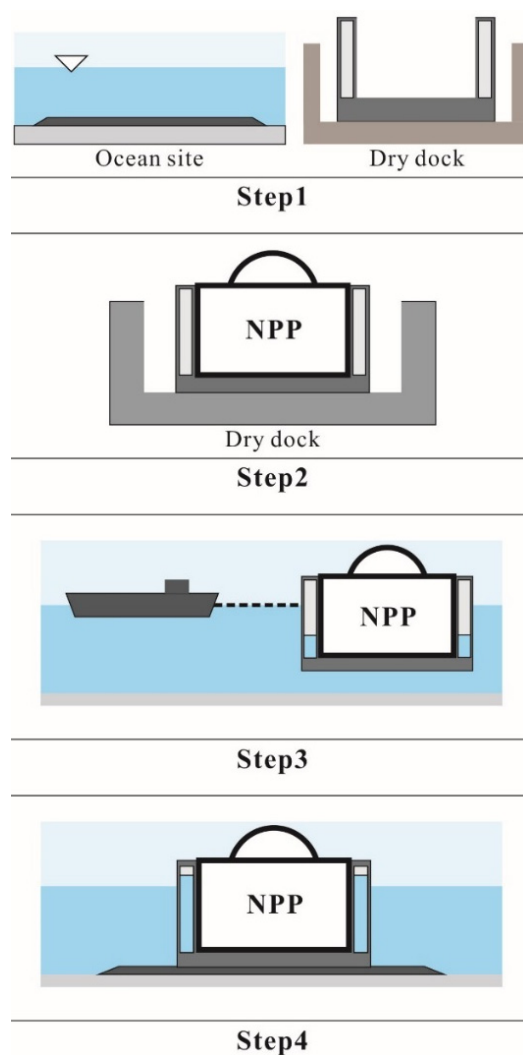 Ocean site
Dry dock
Step1
NPP
Dry dock
Step2
NPP
Step3
NPP
Step4